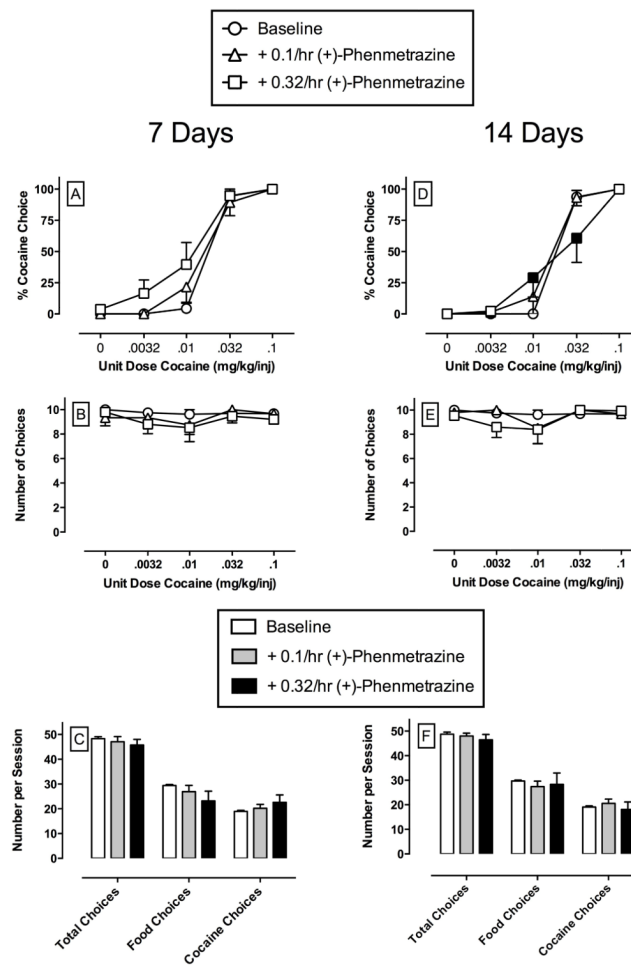 Baseline
+ 0.1/hr (+)-Phenmetrazine
+ 0.32/hr (+)-Phenmetrazine
7 Days
14 Days
A
% Cocaine Choice
100
75
50
25
0
0 .0032 .01 .032 .1
Unit Dose Cocaine (mg/kg/inj)
D
% Cocaine Choice
100
75
50
25
0
0 .0032 .01 .032 .1
Unit Dose Cocaine (mg/kg/inj)
B
Number of Choices
10
8
6
4
2
0
0 .0032 .01 .032 .1
Unit Dose Cocaine (mg/kg/inj)
E
Number of Choices
10
8
6
4
2
0
0 .0032 .01 .032 .1
Unit Dose Cocaine (mg/kg/inj)
Baseline
+ 0.1/hr (+)-Phenmetrazine
+ 0.32/hr (+)-Phenmetrazine
C
Number per Session
50
40
30
20
10
0
Total Choices
Food Choices
Cocaine Choices
F
Number per Session
50
40
30
20
10
0
Total Choices
Food Choices
Cocaine Choices